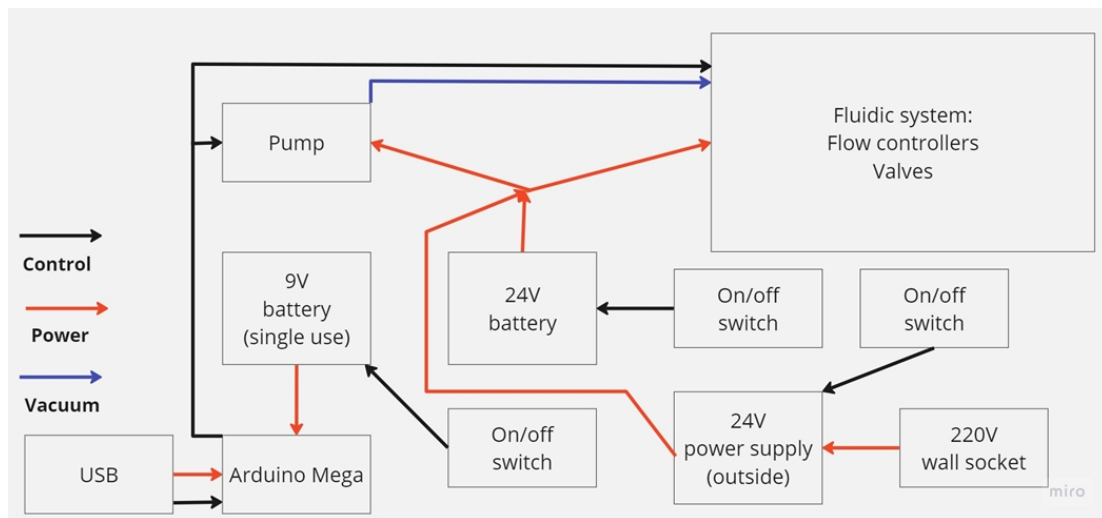 Fluidic system:
Flow controllers
Valves
Pump
Control
Power
Vacuum
9V
battery
(single use)
24V
battery
On/off
switch
On/off
switch
On/off
switch
24V
power supply
(outside)
220V
wall socket
USB
Arduino Mega
miro